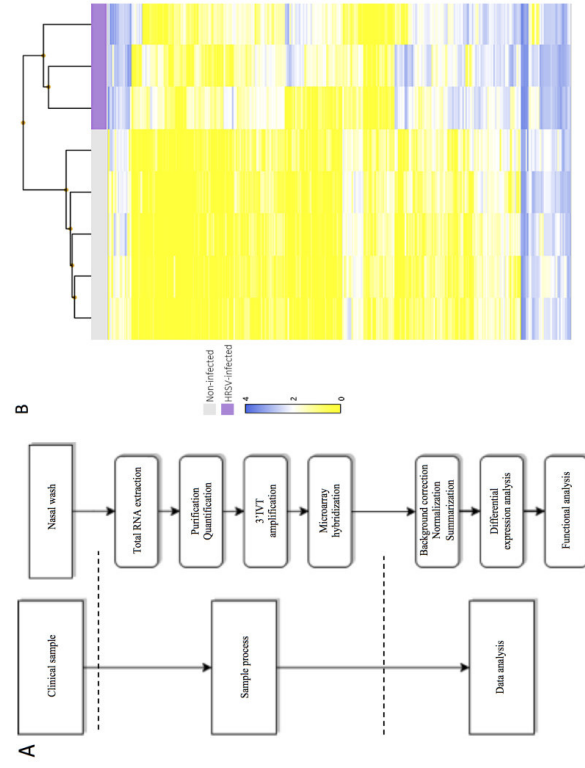 A
Clinical sample
Sample process
Data analysis
Nasal wash
Total RNA extraction
Purification
Quantification
3'IVT
amplification
Microarray
hybridization
Background correction
Normalization
Summarization
Differential
expression analysis
Functional analysis
B
Non-infected
HRSV-infected
4
2
0